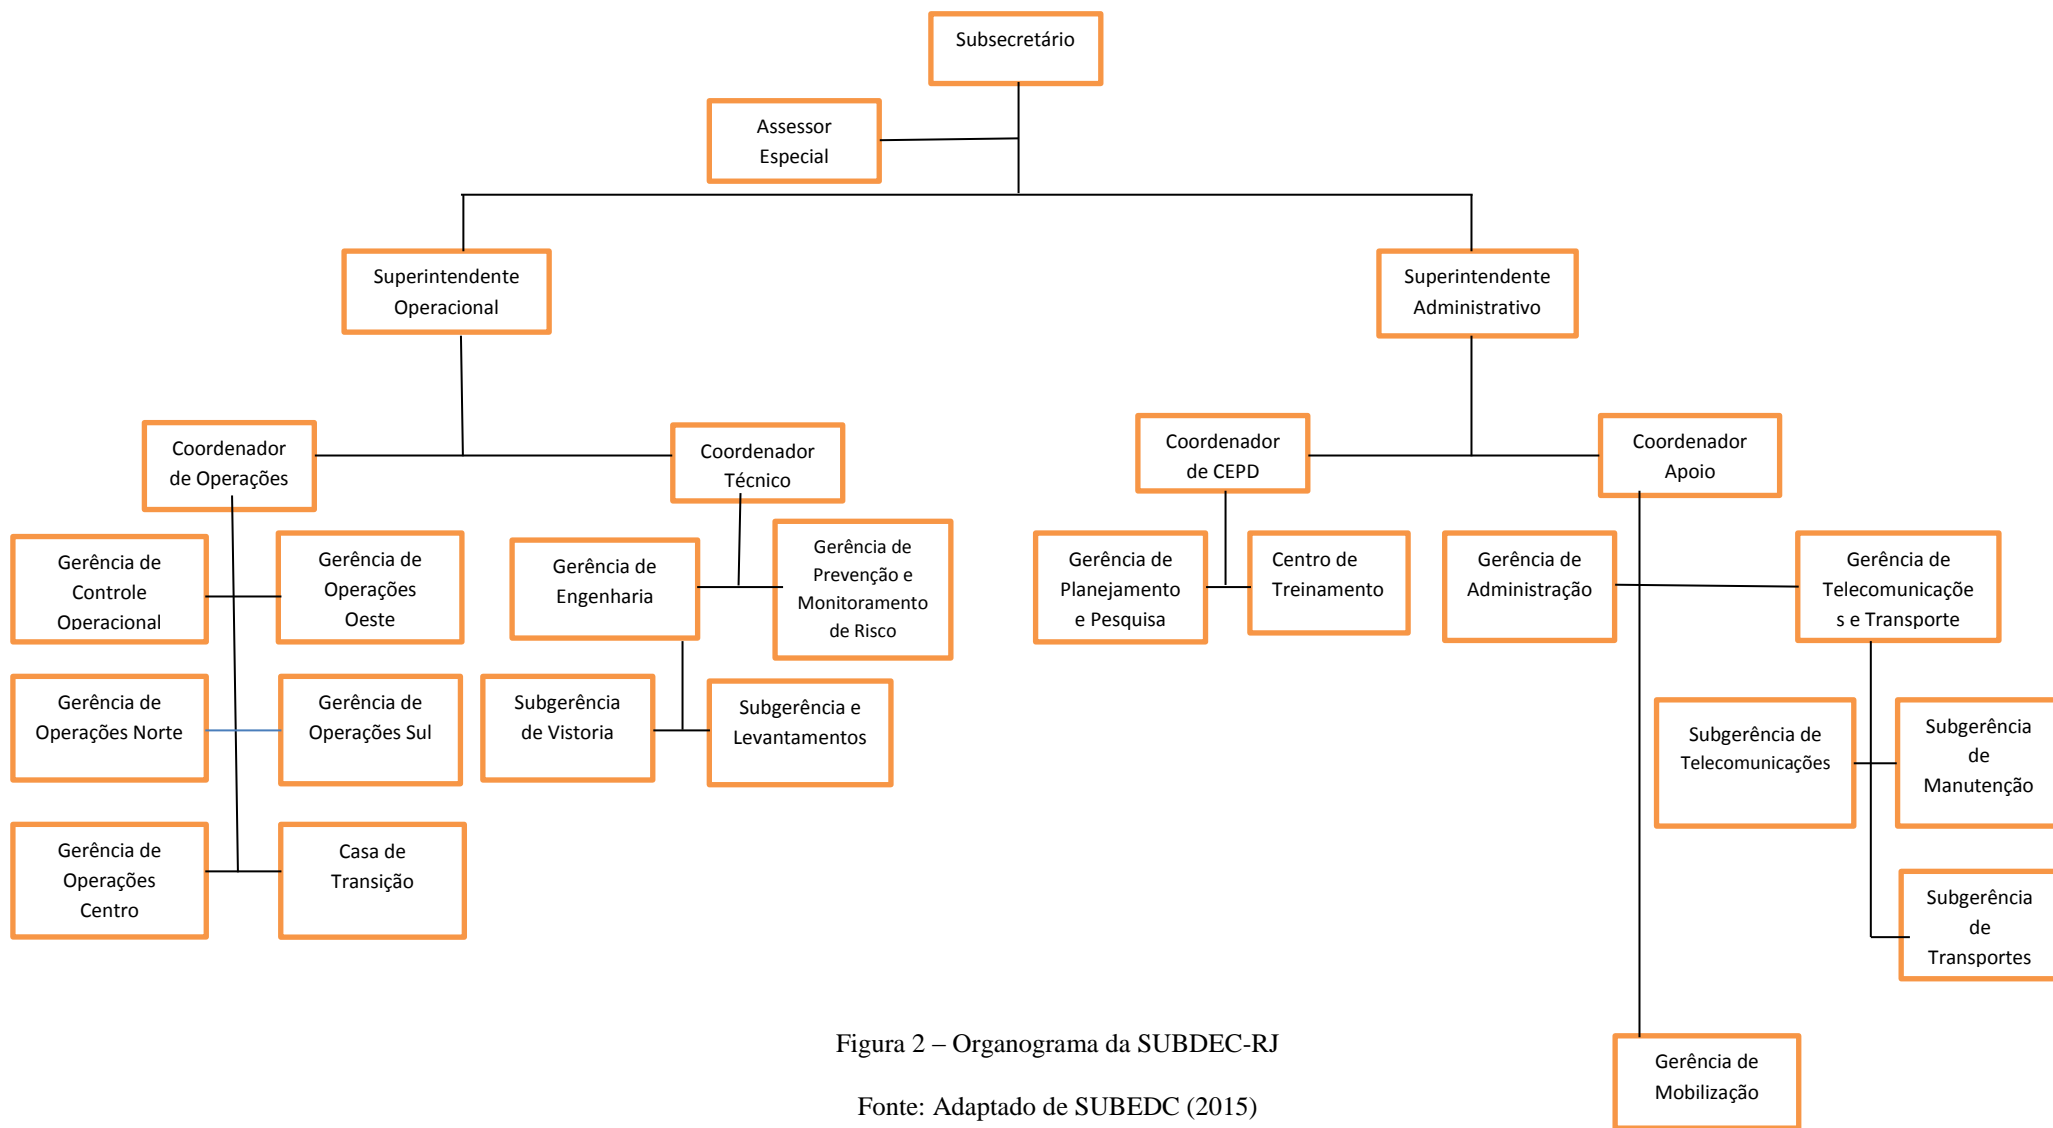 Subsecretário
Assessor
Especial
Superintendente
Operacional
Superintendente
Administrativo
Coordenador
de Operações
Coordenador
Técnico
Coordenador
de CEPD
Coordenador
Apoio
Gerência de
Controle
Operacional
Gerência de
Operações
Oeste
Gerência de
Engenharia
Gerência de
Prevenção e
Monitoramento
de Risco
Gerência de
Planejamento
e Pesquisa
Centro de
Treinamento
Gerência de
Administração
Gerência de
Telecomunicaçõe
s e Transporte
Gerência de
Operações Norte
Gerência de
Operações Sul
Subgerência
de Vistoria
Subgerência e
Levantamentos
Subgerência de
Telecomunicações
Subgerência
de
Manutenção
Gerência de
Operações
Centro
Casa de
Transição
Subgerência
de
Transportes
Gerência de
Mobilização
Figura 2 – Organograma da SUBDEC-RJ
Fonte: Adaptado de SUBEDC (2015)